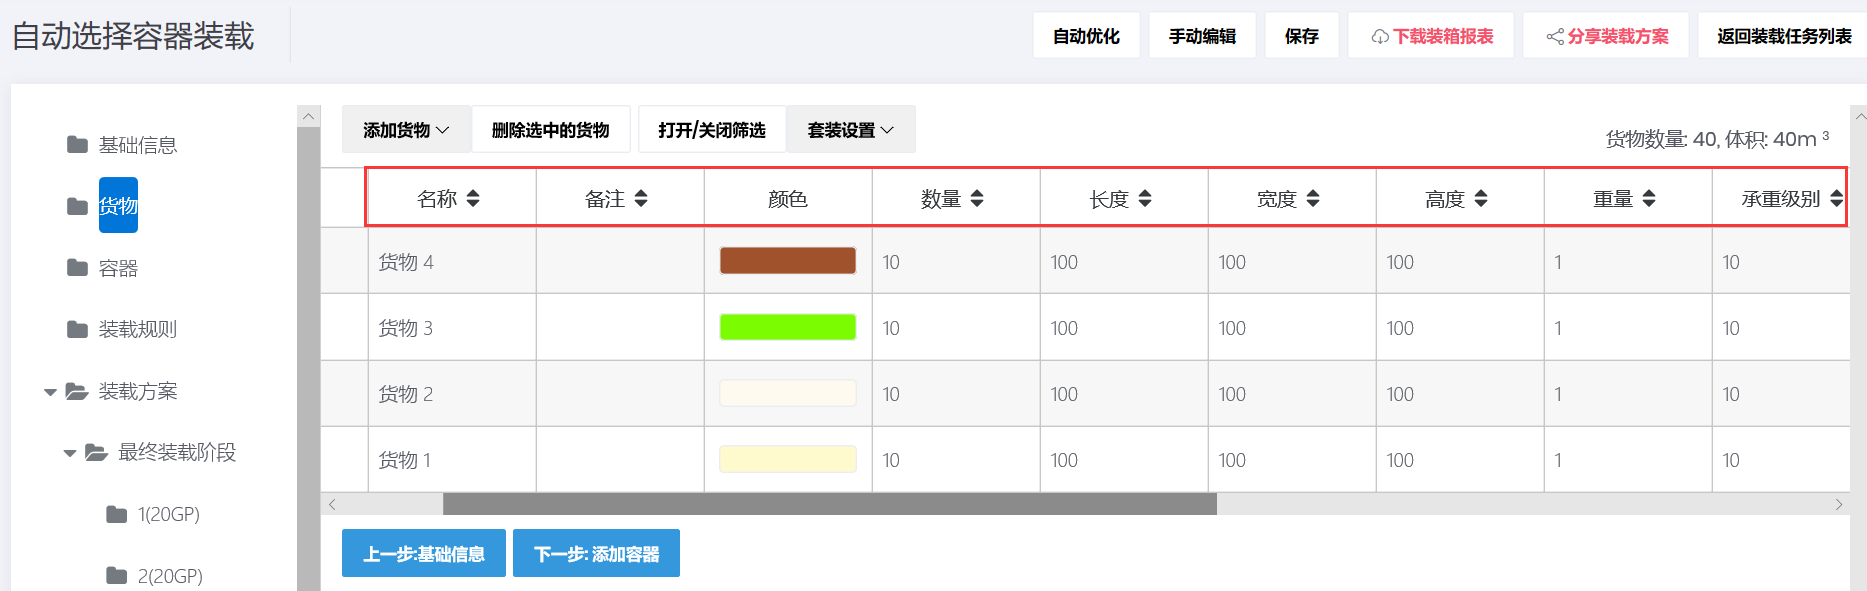 自动选择容器装载
自动优化 手动编辑 保存 下载装箱报表 分享装载方案 返回装载任务列表
基础信息
货物
容器
装载规则
装载方案
最终装载阶段
1(20GP)
2(20GP)
添加货物 删除选中的货物 打开/关闭筛选 套装设置
货物数量: 40, 体积: 40m ³
名称 备注 颜色 数量 长度 宽度 高度 重量 承重级别
货物 4 10 100 100 100 1 10
货物 3 10 100 100 100 1 10
货物 2 10 100 100 100 1 10
货物 1 10 100 100 100 1 10
上一步:基础信息 下一步: 添加容器